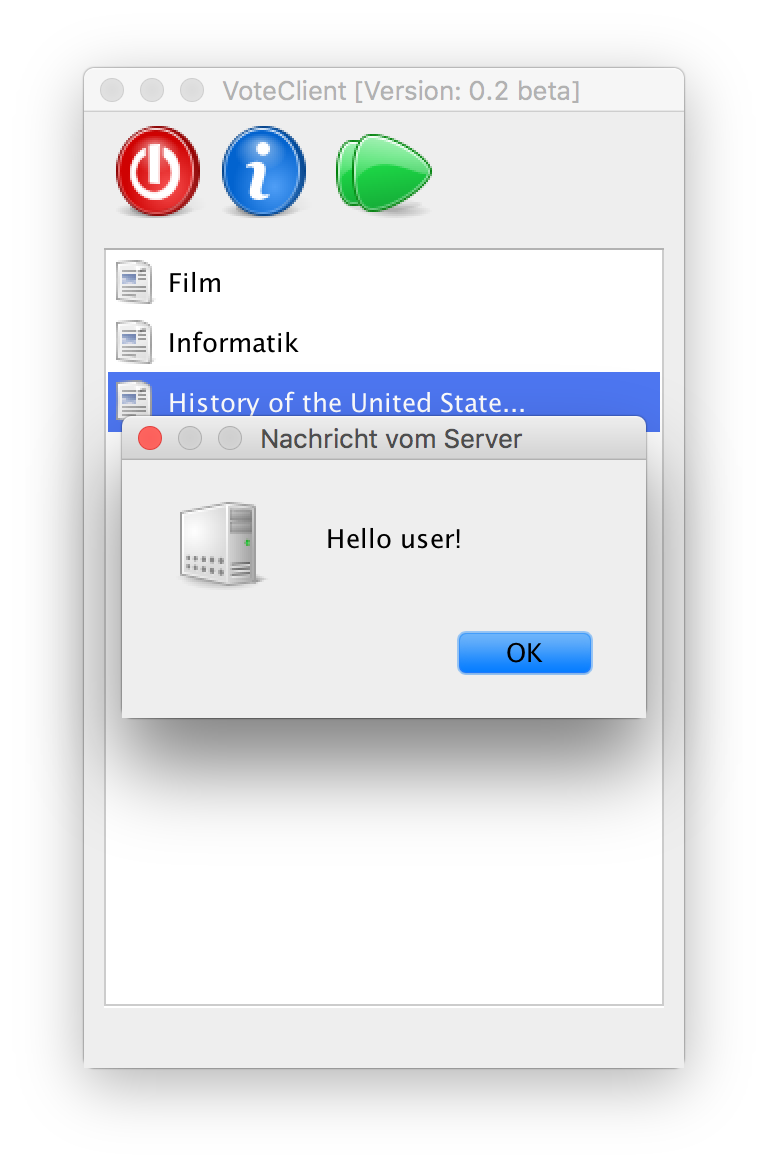 VoteClient [Version: 0.2 beta]
Film
Informatik
History of the United State...
Nachricht vom Server
Hello user!
OK